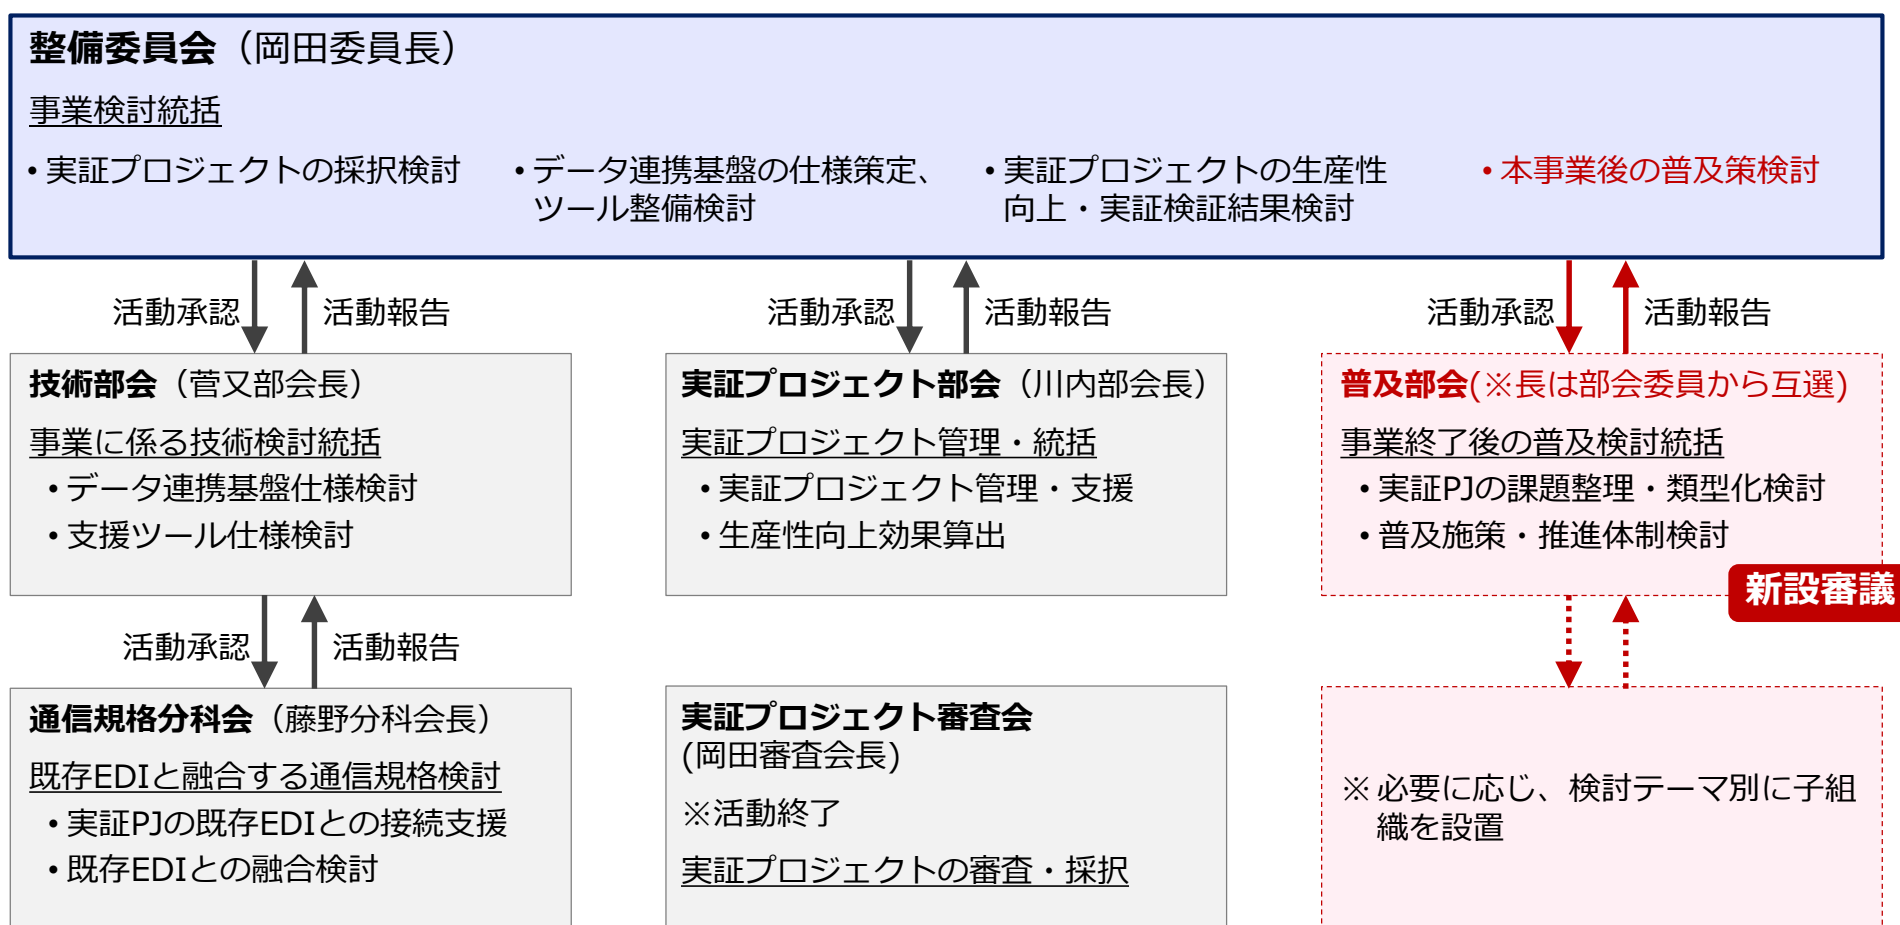 整備委員会（岡田委員長）
事業検討統括
• 実証プロジェクトの採択検討
• データ連携基盤の仕様策定、
ツール整備検討
• 実証プロジェクトの生産性
向上・実証検証結果検討
• 本事業後の普及策検討
活動承認
活動報告
活動承認
活動報告
活動承認
活動報告
技術部会（菅又部会長）
事業に係る技術検討統括
• データ連携基盤仕様検討
• 支援ツール仕様検討
実証プロジェクト部会（川内部会長）
実証プロジェクト管理・統括
• 実証プロジェクト管理・支援
• 生産性向上効果算出
普及部会(※長は部会委員から互選)
事業終了後の普及検討統括
• 実証PJの課題整理・類型化検討
• 普及施策・推進体制検討
新設審議
活動承認
活動報告
通信規格分科会（藤野分科会長）
既存EDIと融合する通信規格検討
• 実証PJの既存EDIとの接続支援
• 既存EDIとの融合検討
実証プロジェクト審査会
(岡田審査会長)
※活動終了
実証プロジェクトの審査・採択
※ 必要に応じ、検討テーマ別に子組
織を設置